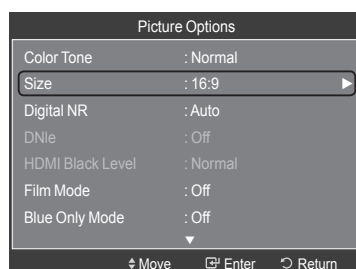 Picture Options
Color Tone : Normal
Size : 16:9
Digital NR : Auto
DNIe : Off
HDMI Black Level : Normal
Film Mode : Off
Blue Only Mode : Off
Move Enter Return